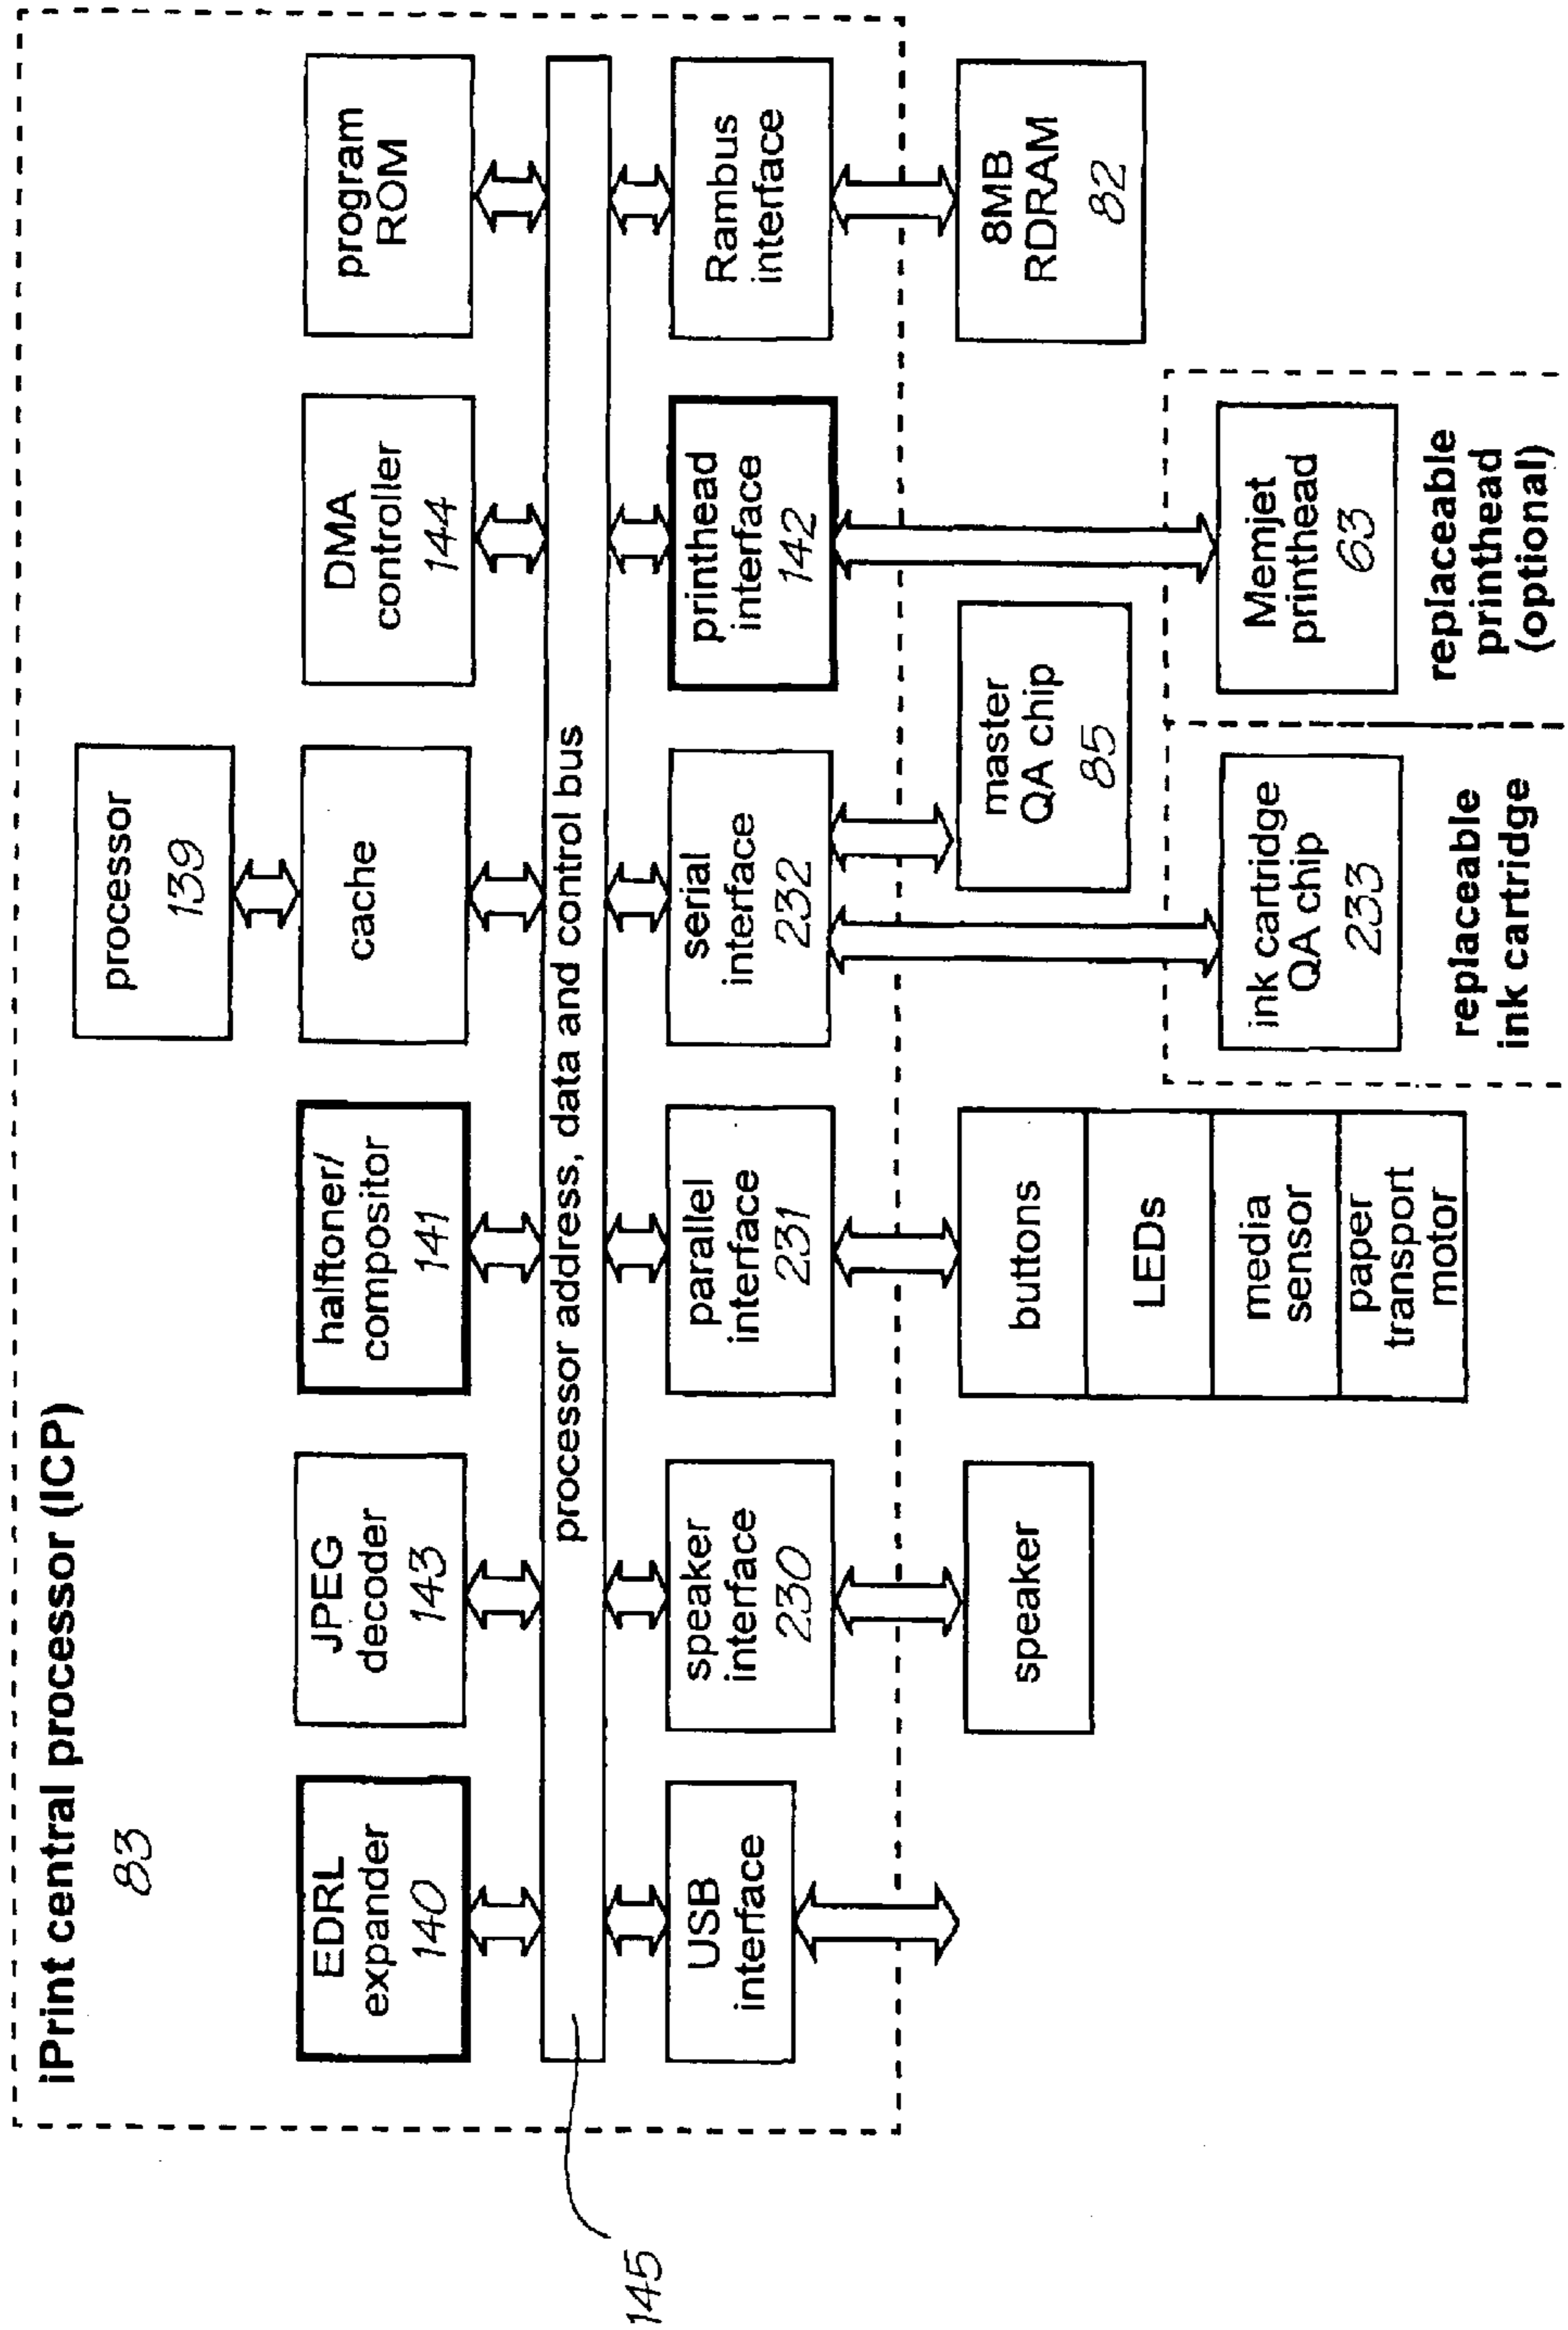 iPrint central processor (ICP)
83
processor
139
EDRL
expander
140
JPEG
decoder
143
halftoner/
compositor
141
cache
DMA
controller
144
program
ROM
processor address, data and control bus
145
USB
interface
speaker
interface
230
parallel
interface
231
serial
interface
232
printhead
interface
142
Rambus
interface
speaker
buttons
LEDs
media
sensor
paper
transport
motor
master
QA chip
85
8MB
RDRAM
82
ink cartridge
QA chip
233
replaceable
ink cartridge
Memjet
printhead
63
replaceable
printhead
(optional)